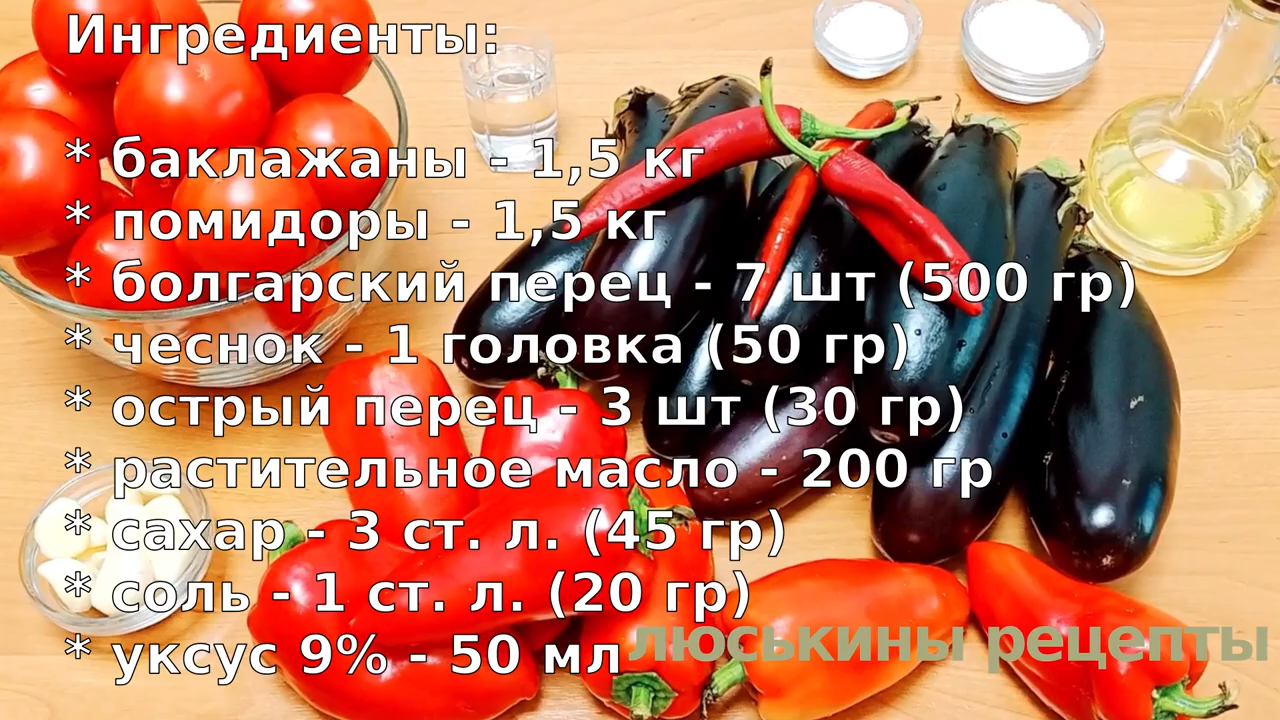 Ингредиенты:
* баклажаны - 1,5 кг
* помидоры - 1,5 кг
* болгарский перец - 7 шт (500 гр)
* чеснок - 1 головка (50 гр)
* острый перец - 3 шт (30 гр)
* растительное масло - 200 гр
* сахар - 3 ст. л. (45 гр)
* соль - 1 ст. л. (20 гр)
* уксус 9% - 50 мл
люськины рецепты